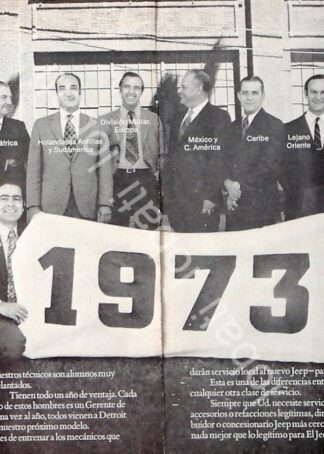 África
Holandesas Antillas
y Sudamérica
División Militar,
Europa
México y
C. América
Caribe
Lejano
Oriente
1973
estros técnicos son alumnos muy
lantados.
Tienen todo un año de ventaja. Cada
o de estos hombres es un Gerente de
na vez al año, todos vienen a Detroit
nuestro próximo modelo.
es de entrenar a los mecánicos que
darán servicio local al nuevo Jeep—pa
Esta es una de las diferencias ent
cualquier otra clase de servicio.
Siempre que Ud. necesite servic
accesorios o refacciones legítimas, dir
buidor o concesionario Jeep más cerc
nada mejor que lo legítimo para El Je